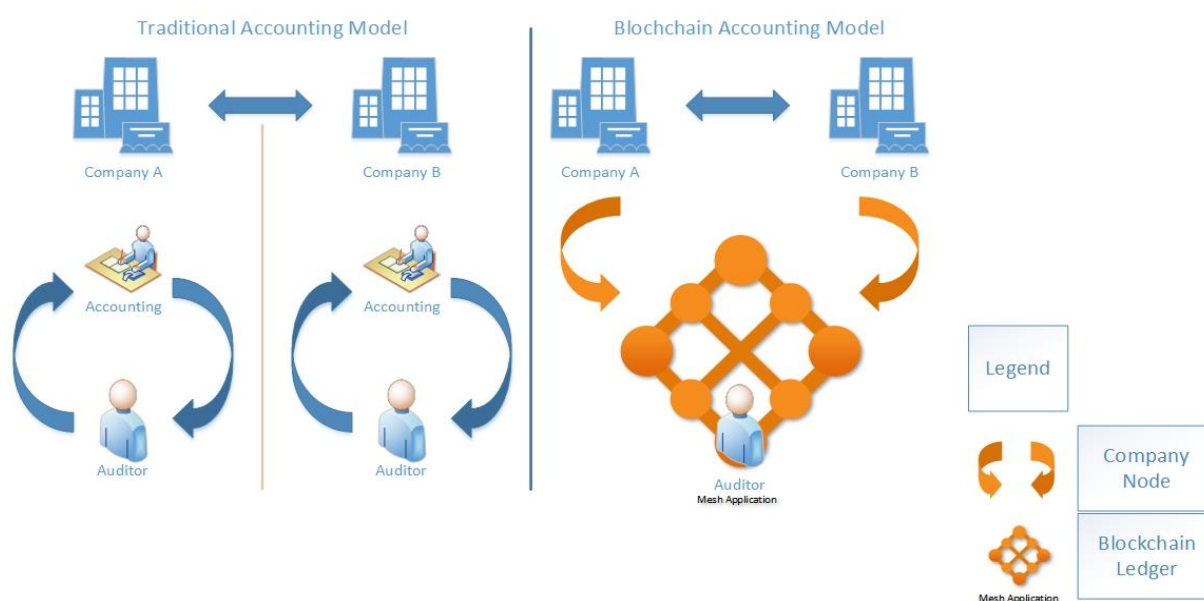 Traditional Accounting Model
Blochchain Accounting Model
Company A
Company B
Company A
Company B
Accounting
Accounting
Auditor
Auditor
Auditor
Mesh Application
Legend
Company
Node
Blockchain
Ledger
Mesh Application